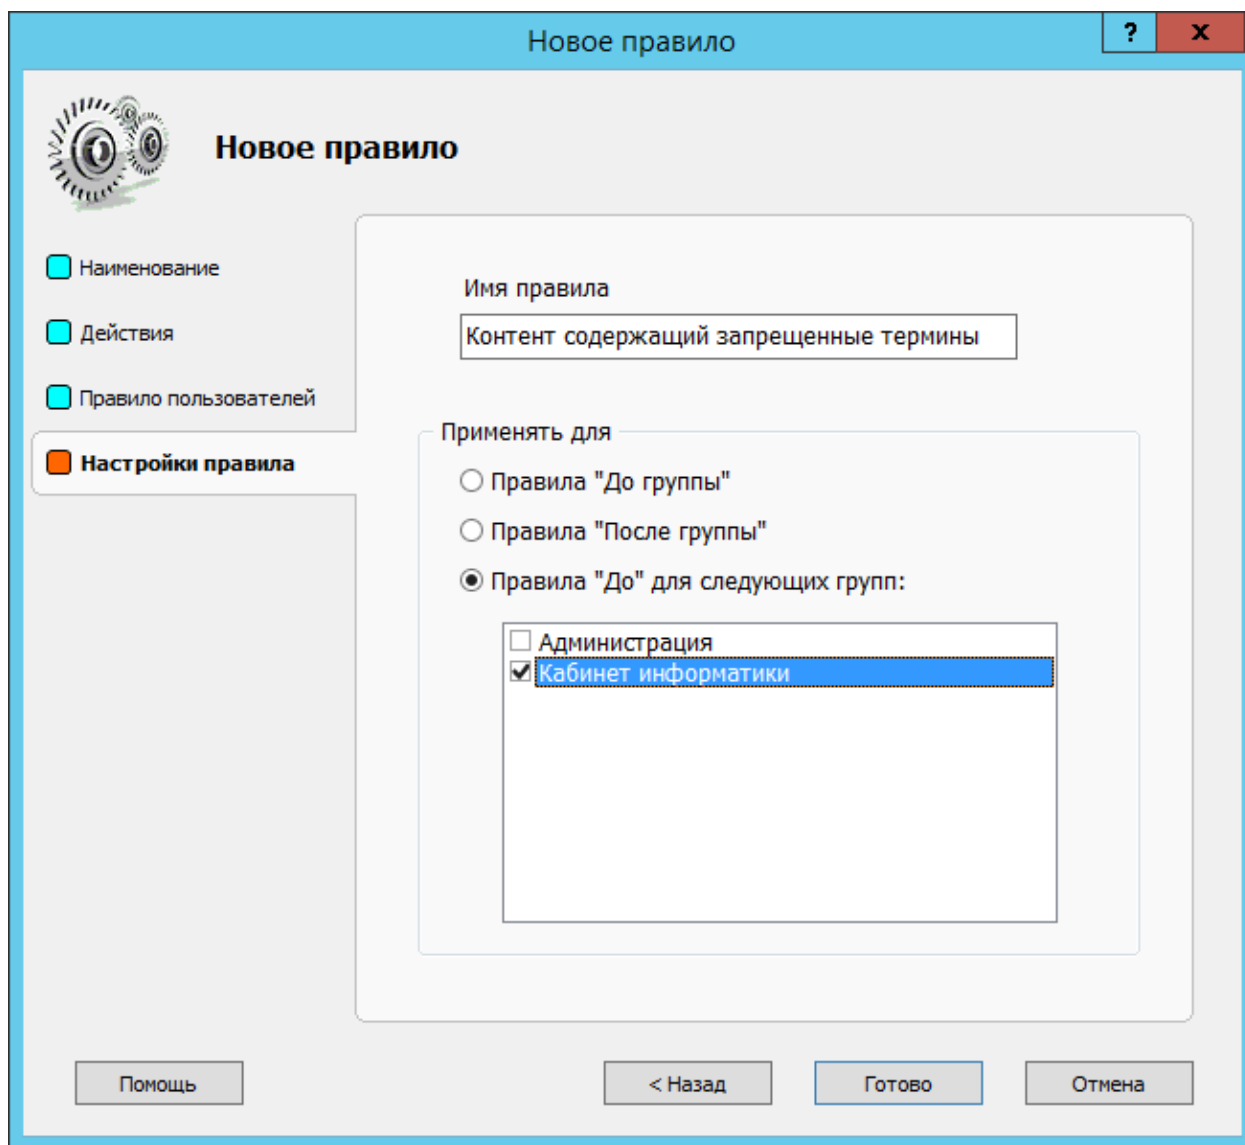 Новое правило
?
x
Новое правило
Наименование
Действия
Правило пользователей
Настройки правила
Имя правила
Контент содержащий запрещенные термины
Применять для
Правила "До группы"
Правила "После группы"
Правила "До" для следующих групп:
Администрация
Кабинет информатики
Помощь
< Назад
Готово
Отмена